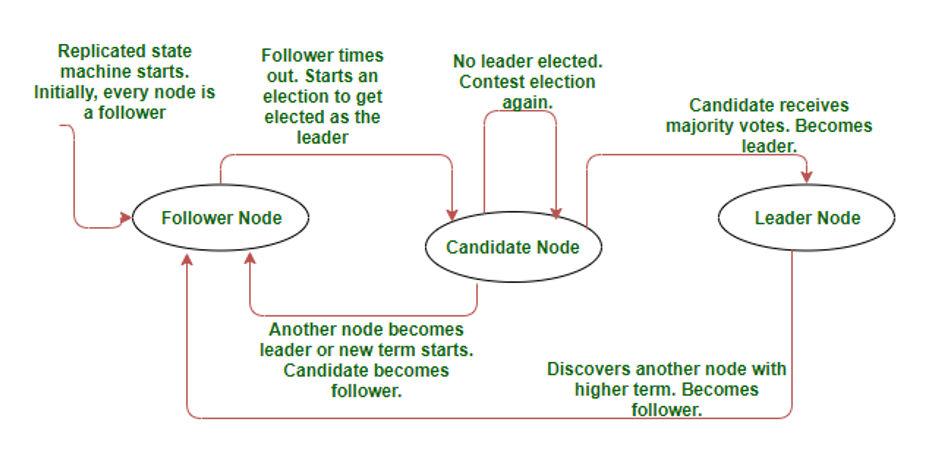 Replicated state
machine starts.
Initially, every node is
a follower
Follower times
out. Starts an
election to get
elected as the
leader
No leader elected.
Contest election
again.
Candidate receives
majority votes. Becomes
leader.
Follower Node
Candidate Node
Leader Node
Another node becomes
leader or new term starts.
Candidate becomes
follower.
Discovers another node with
higher term. Becomes
follower.